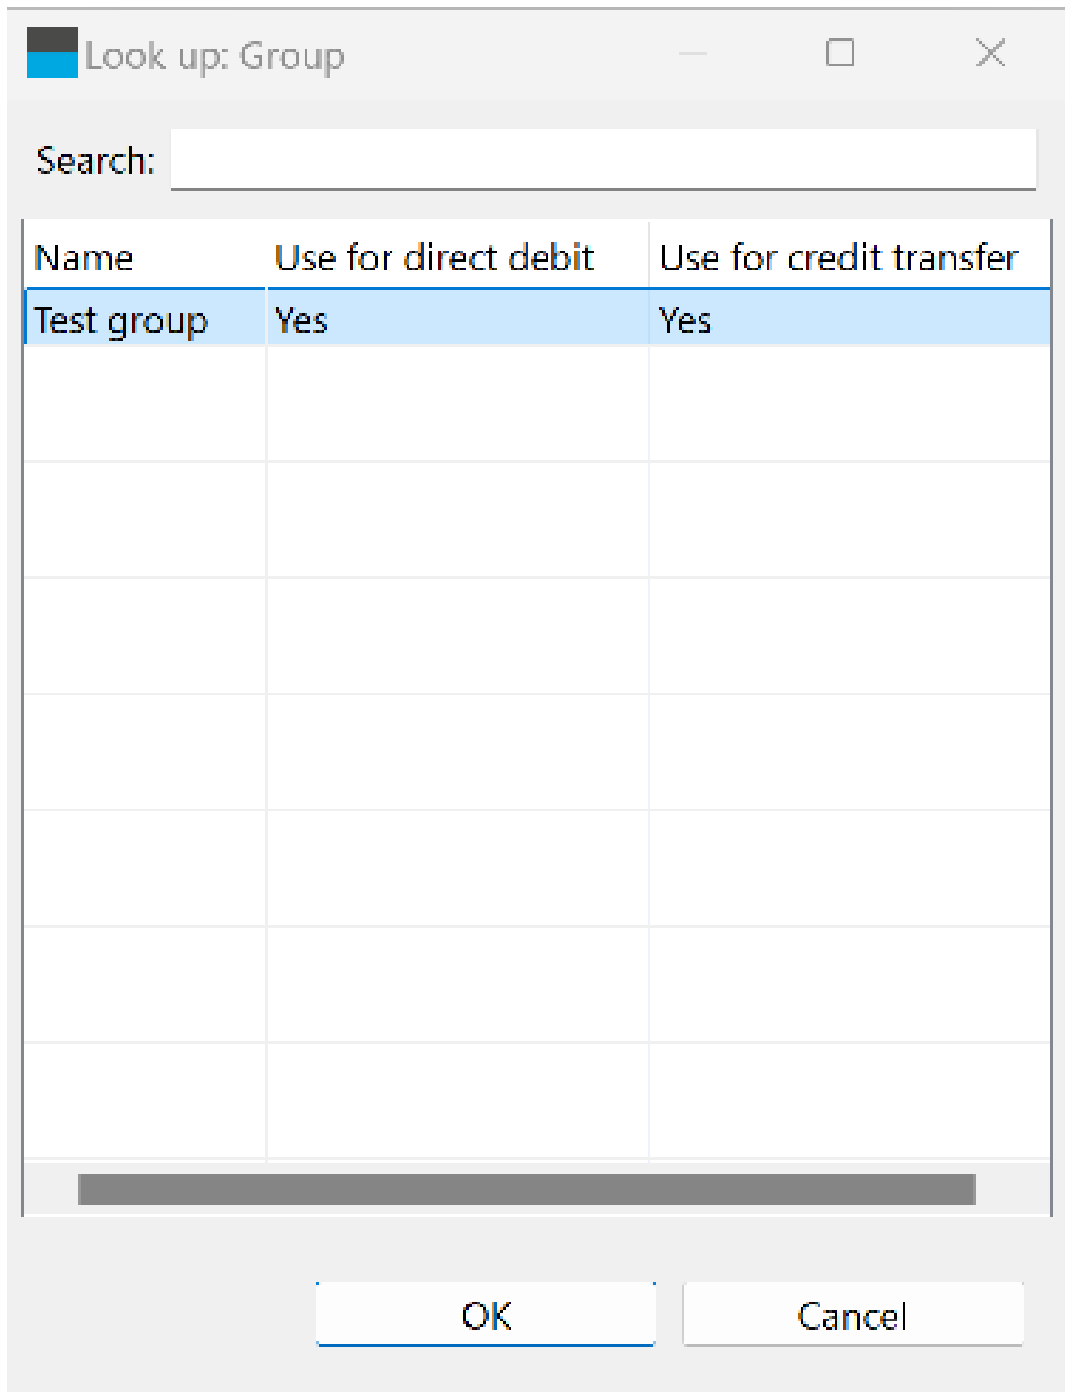 Look up: Group
Search:
Name Use for direct debit Use for credit transfer
Test group Yes Yes
OK Cancel